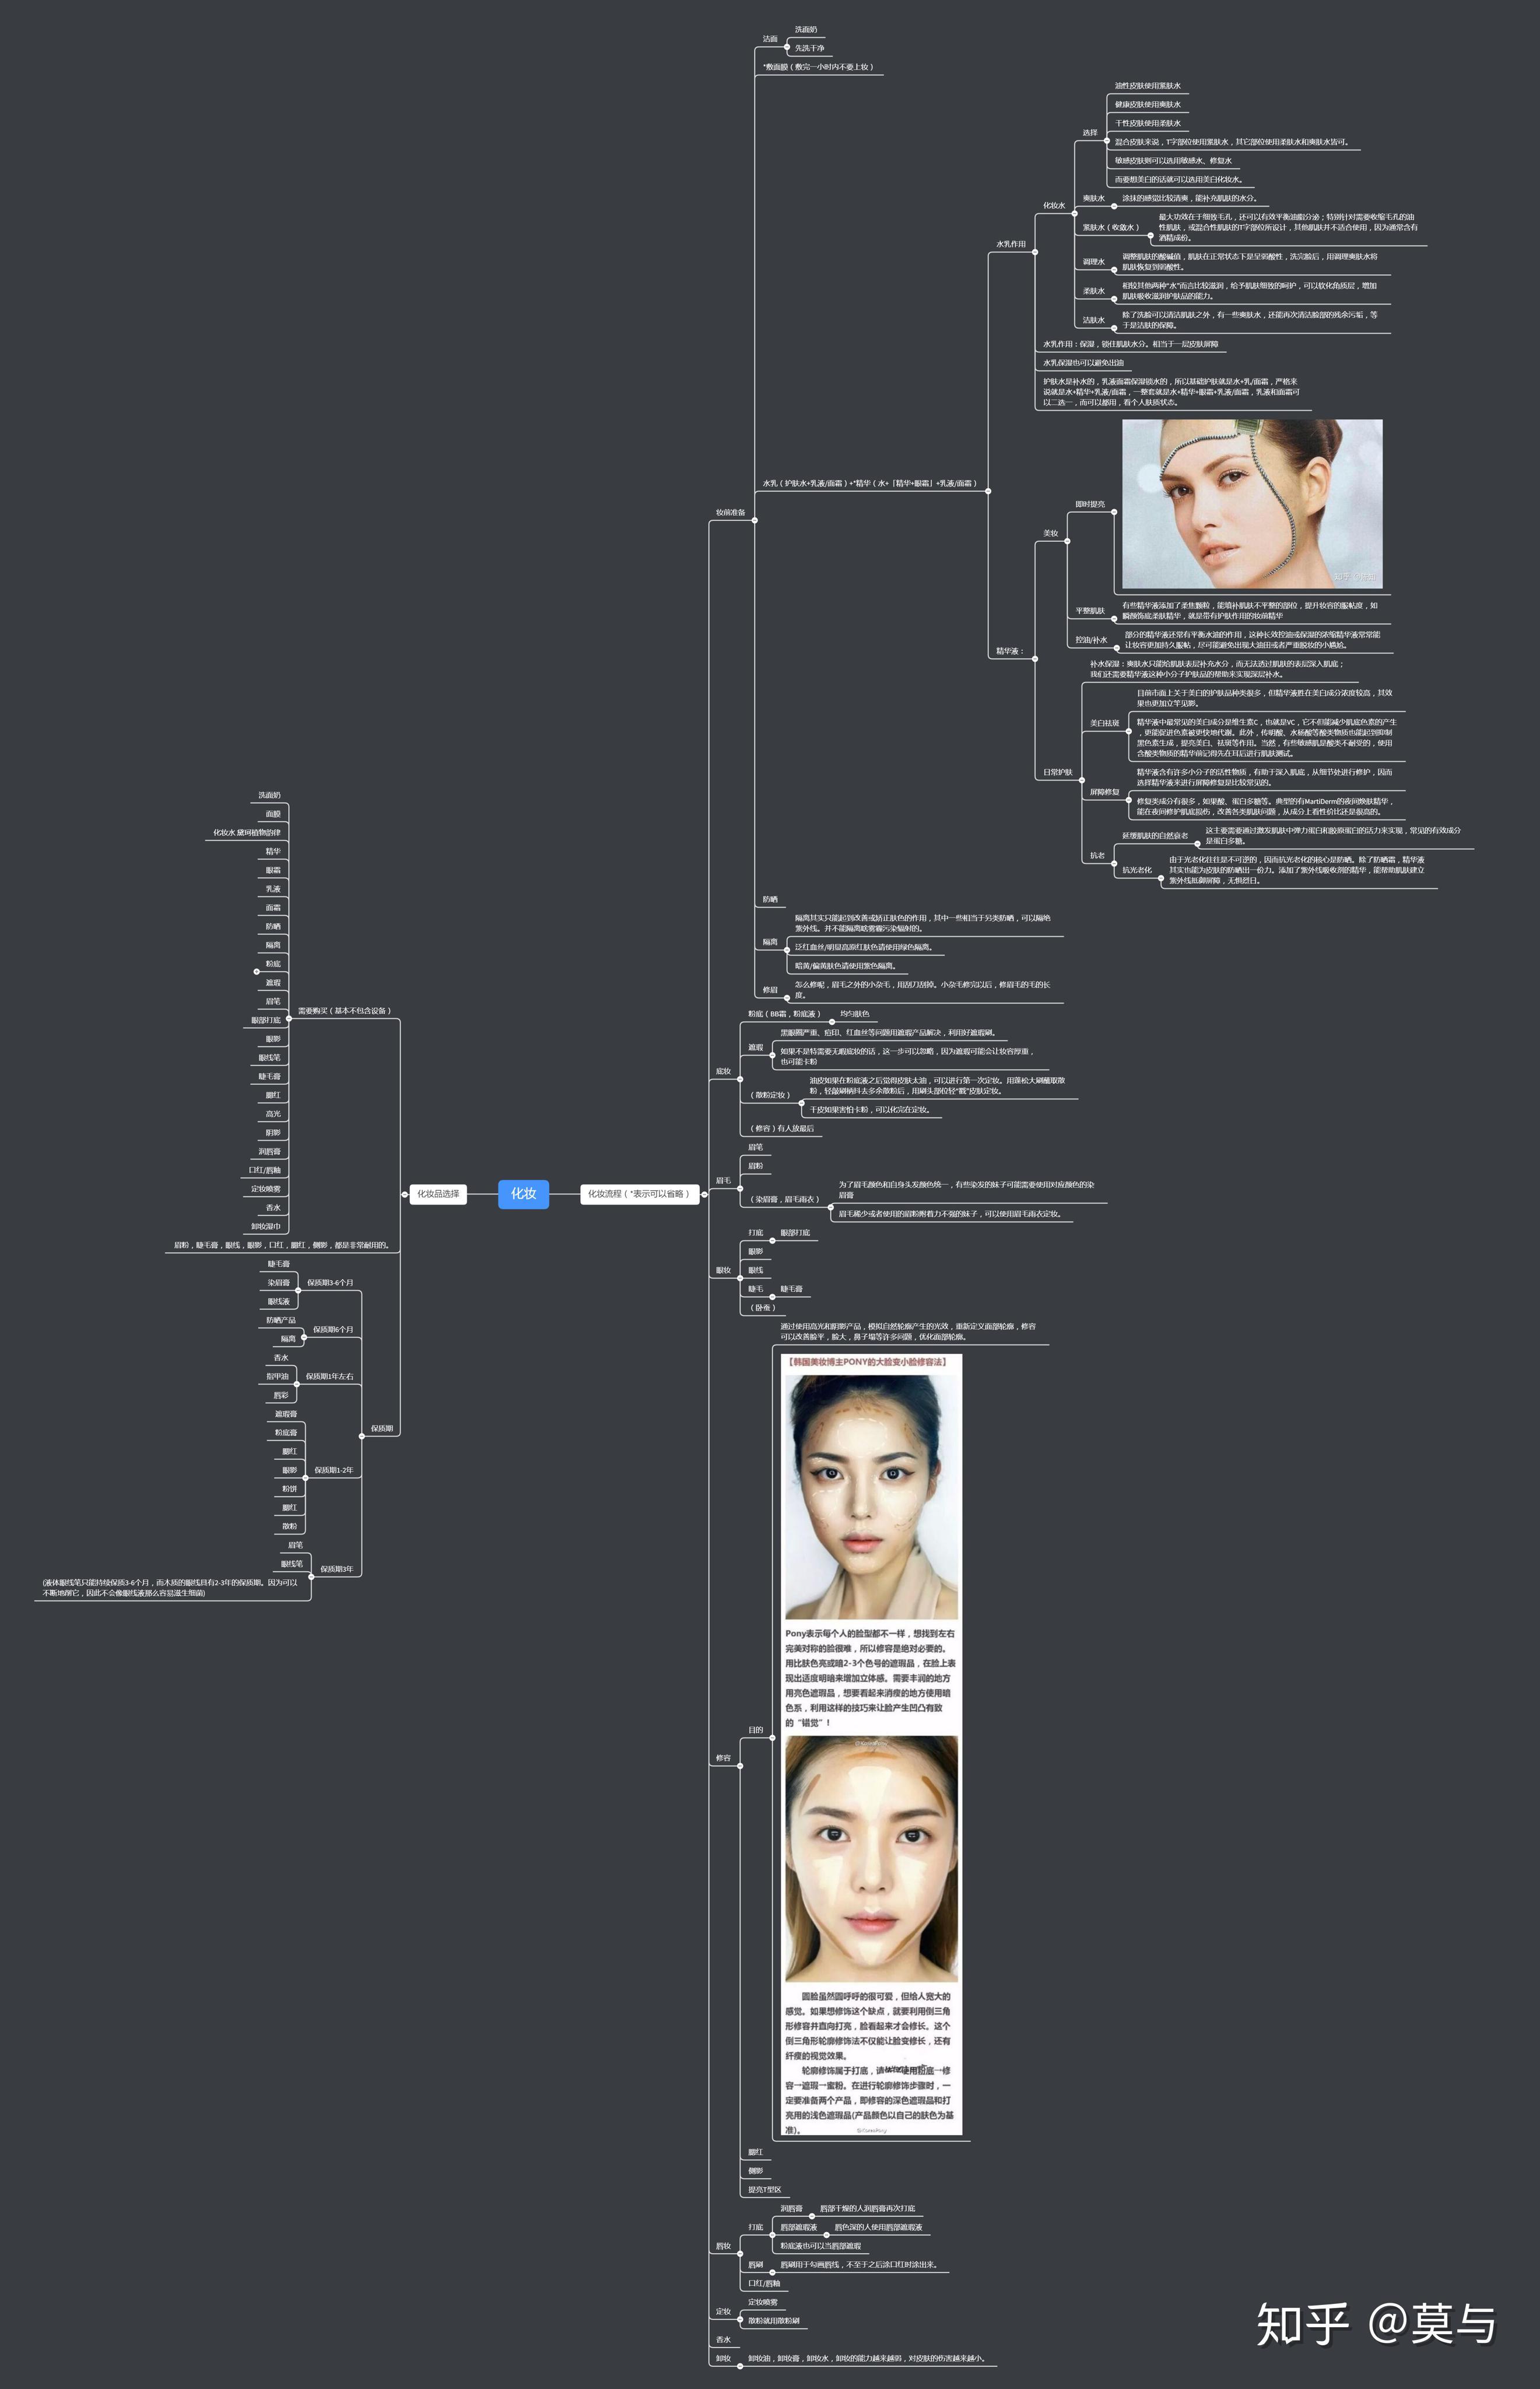 化妆
化妆流程（*表示可以省略）
妆前准备
洁面
洗面奶
先洗干净
*敷面膜（敷完一小时内不要上妆）
水乳（护肤水+乳液/面霜）+*精华（水+「精华+眼霜」+乳液/面霜）
水乳作用
化妆水
选择
油性皮肤使用紧肤水
健康皮肤使用爽肤水
干性皮肤使用柔肤水
混合皮肤来说，T字部位使用紧肤水，其它部位使用柔肤水和爽肤水皆可。
敏感皮肤则可以选用敏感水、修复水
而要想美白的话就可以选用美白化妆水。
爽肤水
涂抹的感觉比较清爽，能补充肌肤的水分。
紧肤水（收敛水）
最大功效在于细致毛孔，还可以有效平衡油脂分泌；特别针对需要收缩毛孔的油
性肌肤，或混合性肌肤的T字部位所设计，其他肌肤并不适合使用，因为通常含有
酒精成份。
调理水
调整肌肤的酸碱值，肌肤在正常状态下是呈弱酸性，洗完脸后，用调理爽肤水将
肌肤恢复到弱酸性。
柔肤水
相较其他两种“水”而言比较滋润，给予肌肤细致的呵护，可以软化角质层，增加
肌肤吸收滋润护肤品的能力。
洁肤水
除了洗脸可以清洁肌肤之外，有一些爽肤水，还能再次清洁脸部的残余污垢，等
于是洁肤的保障。
水乳作用：保湿，锁住肌肤水分。相当于一层皮肤屏障
水乳保湿也可以避免出油
护肤水是补水的，乳液面霜保湿锁水的，所以基础护肤就是水+乳/面霜，严格来
说就是水+精华+乳液/面霜，一整套就是水+精华+眼霜+乳液/面霜，乳液和面霜可
以二选一，而可以都用，看个人肤质状态。
精华液：
美妆
即时提亮
平整肌肤
有些精华液添加了柔焦颗粒，能填补肌肤不平整的部位，提升妆容的服帖度，如
瞬颜饰底柔肤精华，就是带有护肤作用的妆前精华
控油/补水
部分的精华液还常有平衡水油的作用，这种长效控油或保湿的浓缩精华液常常能
让妆容更加持久服帖，尽可能避免出现大油田或者严重脱妆的小尴尬。
日常护肤
补水保湿：爽肤水只能给肌肤表层补充水分，而无法透过肌肤的表层深入肌底；
我们还需要精华液这种小分子护肤品的帮助来实现深层补水。
美白祛斑
目前市面上关于美白的护肤品种类很多，但精华液胜在美白成分浓度较高，其效
果也更加立竿见影。
精华液中最常见的美白成分是维生素C，也就是VC，它不但能减少肌底色素的产生
，更能促进色素被更快地代谢。此外，传明酸、水杨酸等酸类物质也能起到抑制
黑色素生成，提亮美白、祛斑等作用。当然，有些敏感肌是酸类不耐受的，使用
含酸类物质的精华前记得先在耳后进行肌肤测试。
屏障修复
精华液含有许多小分子的活性物质，有助于深入肌底，从细节处进行修护，因而
选择精华液来进行屏障修复是比较常见的。
修复类成分有很多，如果酸、蛋白多糖等。典型的有MartiDerm的夜间焕肤精华，
能在夜间修护肌底损伤，改善各类肌肤问题，从成分上看性价比还是很高的。
抗老
延缓肌肤的自然衰老
这主要需要通过激发肌肤中弹力蛋白和胶原蛋白的活力来实现，常见的有效成分
是蛋白多糖。
抗光老化
由于光老化往往是不可逆的，因而抗光老化的核心是防晒。除了防晒霜，精华液
其实也能为皮肤的防晒出一份力。添加了紫外线吸收剂的精华，能帮助肌肤建立
紫外线抵御屏障，无惧烈日。
防晒
隔离
隔离其实只能起到改善或矫正肤色的作用，其中一些相当于另类防晒，可以隔绝
紫外线。并不能隔离啥雾霾污染辐射的。
泛红血丝/明显高原红肤色请使用绿色隔离。
暗黄/偏黄肤色请使用紫色隔离。
修眉
怎么修呢，眉毛之外的小杂毛，用刮刀刮掉。小杂毛修完以后，修眉毛的毛的长
度。
底妆
粉底（BB霜，粉底液）
均匀肤色
遮瑕
黑眼圈严重、痘印、红血丝等问题用遮瑕产品解决，利用好遮瑕刷。
如果不是特需要无瑕底妆的话，这一步可以忽略，因为遮瑕可能会让妆容厚重，
也可能卡粉
（散粉定妆）
油皮如果在粉底液之后觉得皮肤太油，可以进行第一次定妆。用蓬松大刷蘸取散
粉，轻敲刷柄抖去多余散粉后，用刷头部位轻“戳”皮肤定妆。
干皮如果害怕卡粉，可以化完在定妆。
（修容）有人放最后
眉毛
眉笔
眉粉
（染眉膏，眉毛雨衣）
为了眉毛颜色和自身头发颜色统一，有些染发的妹子可能需要使用对应颜色的染
眉膏
眉毛稀少或者使用的眉粉附着力不强的妹子，可以使用眉毛雨衣定妆。
眼妆
打底
眼部打底
眼影
眼线
睫毛
睫毛膏
（卧蚕）
修容
目的
通过使用高光和阴影产品，模拟自然轮廓产生的光效，重新定义面部轮廓，修容
可以改善脸平，脸大，鼻子塌等许多问题，优化面部轮廓。
【韩国美妆博主PONY的大脸变小脸修容法】
Pony表示每个人的脸型都不一样，想找到左右
完美对称的脸很难，所以修容是绝对必要的。
用比肤色亮或暗2-3个色号的遮瑕品，在脸上表
现出适度明暗来增加立体感。需要丰润的地方
用亮色遮瑕品，想要看起来消瘦的地方使用暗
色系，利用这样的技巧来让脸产生凹凸有致
的“错觉”！
圆脸虽然圆呼呼的很可爱，但给人宽大的
感觉。如果想修饰这个缺点，就要利用倒三角
形修容并直向打亮，脸看起来才会修长。这个
倒三角形轮廓修饰法不仅能让脸变修长，还有
纤瘦的视觉效果。
轮廓修饰属于打底，请使用粉底→修
容→遮瑕→蜜粉。在进行轮廓修饰步骤时，一
定要准备两个产品，即修容的深色遮瑕品和打
亮用的浅色遮瑕品(产品颜色以自己的肤色为基
准)。
腮红
侧影
提亮T型区
唇妆
打底
润唇膏
唇部干燥的人润唇膏再次打底
唇部遮瑕液
唇色深的人使用唇部遮瑕液
粉底液也可以当唇部遮瑕
唇刷
唇刷用于勾画唇线，不至于之后涂口红时涂出来。
口红/唇釉
定妆
定妆喷雾
散粉就用散粉刷
香水
卸妆
卸妆油，卸妆膏，卸妆水，卸妆的能力越来越弱，对皮肤的伤害越来越小。
化妆品选择
需要购买（基本不包含设备）
洗面奶
面膜
化妆水 黛珂植物韵律
精华
眼霜
乳液
面霜
防晒
隔离
粉底
遮瑕
眉笔
眼部打底
眼影
眼线笔
睫毛膏
腮红
高光
阴影
润唇膏
口红/唇釉
定妆喷雾
香水
卸妆湿巾
眉粉，睫毛膏，眼线，眼影，口红，腮红，侧影，都是非常耐用的。
保质期
保质期3-6个月
睫毛膏
染眉膏
眼线液
保质期6个月
防晒产品
隔离
保质期1年左右
香水
指甲油
唇彩
保质期1-2年
遮瑕膏
粉底膏
腮红
眼影
粉饼
腮红
散粉
保质期3年
眉笔
眼线笔
(液体眼线笔只能持续保质3-6个月，而木质的眼线具有2-3年的保质期。因为可以
不断地削它，因此不会像眼线液那么容易滋生细菌)
知乎 @莫与